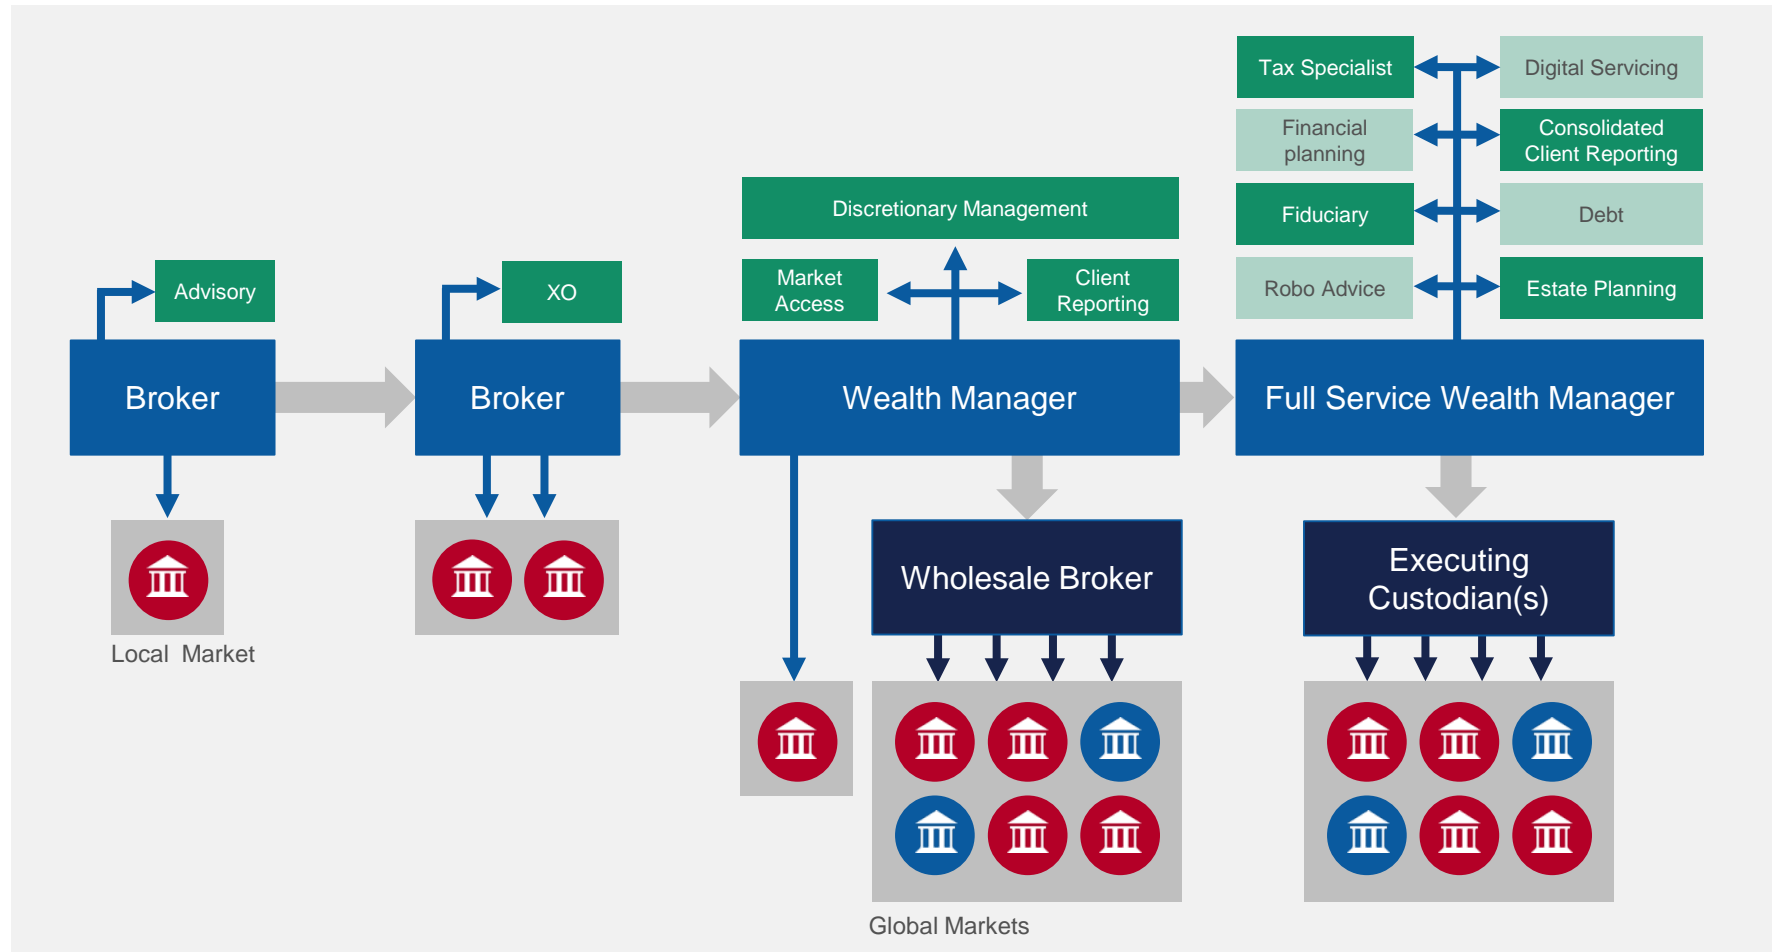 Tax Specialist
Digital Servicing
Financial
planning
Consolidated
Client Reporting
Discretionary Management
Fiduciary
Debt
Advisory
XO
Market
Access
Client
Reporting
Robo Advice
Estate Planning
Broker
Broker
Wealth Manager
Full Service Wealth Manager
Wholesale Broker
Executing
Custodian(s)
Local Market
Global Markets